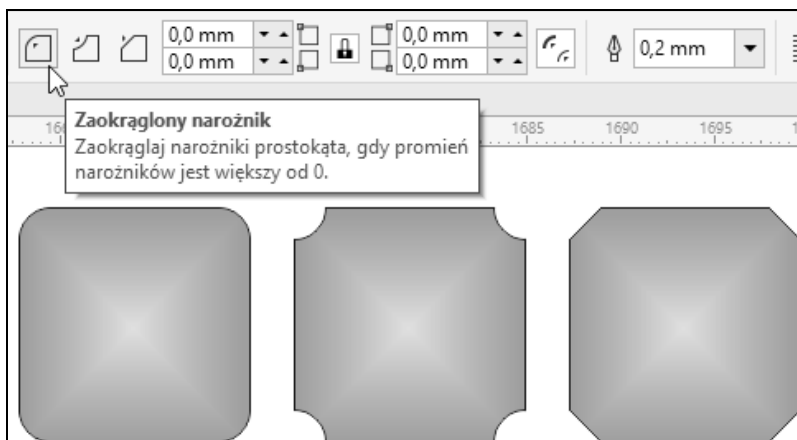 0,0 mm 0,0 mm 0,2 mm
0,0 mm 0,0 mm
Zaokrąglony narożnik
Zaokrąglaj narożniki prostokąta, gdy promień
narożników jest większy od 0.
1685 1690 1695